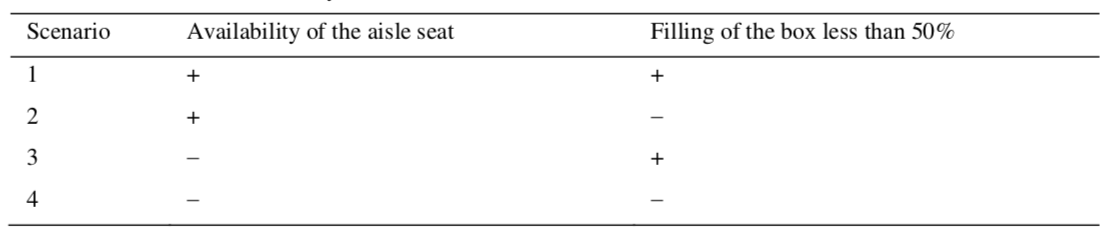 Scenario Availability of the aisle seat Filling of the box less than 50%
1 + +
2 + –
3 – +
4 – –